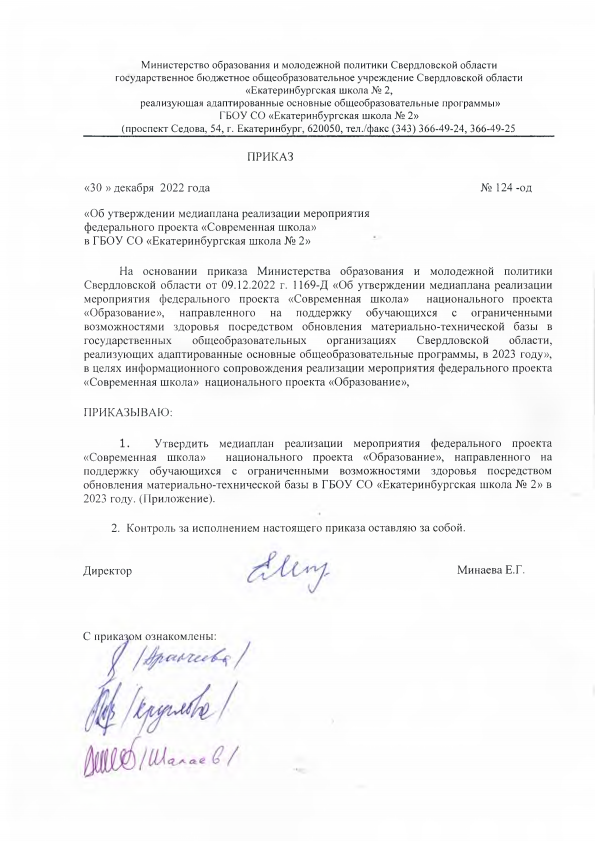 Министерство образования и молодежной политики Свердловской области
государственное бюджетное общеобразовательное учреждение Свердловской области
«Екатеринбургская школа № 2,
реализующая адаптированные основные общеобразовательные программы»
ГБОУ СО «Екатеринбургская школа № 2»
(проспект Седова, 54, г. Екатеринбург, 620050, тел./факс (343) 366-49-24, 366-49-25
ПРИКАЗ
«30 » декабря 2022 года № 124 -од
«Об утверждении медиаплана реализации мероприятия
федерального проекта «Современная школа»
в ГБОУ СО «Екатеринбургская школа № 2»
На основании приказа Министерства образования и молодежной политики
Свердловской области от 09.12.2022 г. 1169-Д «Об утверждении медиаплана реализации
мероприятия федерального проекта «Современная школа» национального проекта
«Образование», направленного на поддержку обучающихся с ограниченными
возможностями здоровья посредством обновления материально-технической базы в
государственных общеобразовательных организациях Свердловской области,
реализующих адаптированные основные общеобразовательные программы, в 2023 году»,
в целях информационного сопровождения реализации мероприятия федерального проекта
«Современная школа» национального проекта «Образование»,
ПРИКАЗЫВАЮ:
1. Утвердить медиаплан реализации мероприятия федерального проекта
«Современная школа» национального проекта «Образование», направленного на
поддержку обучающихся с ограниченными возможностями здоровья посредством
обновления материально-технической базы в ГБОУ СО «Екатеринбургская школа № 2» в
2023 году. (Приложение).
2. Контроль за исполнением настоящего приказа оставляю за собой.
Директор Минаева Е.Г.
С приказом ознакомлены:
/Круглова/
/Шалаев/